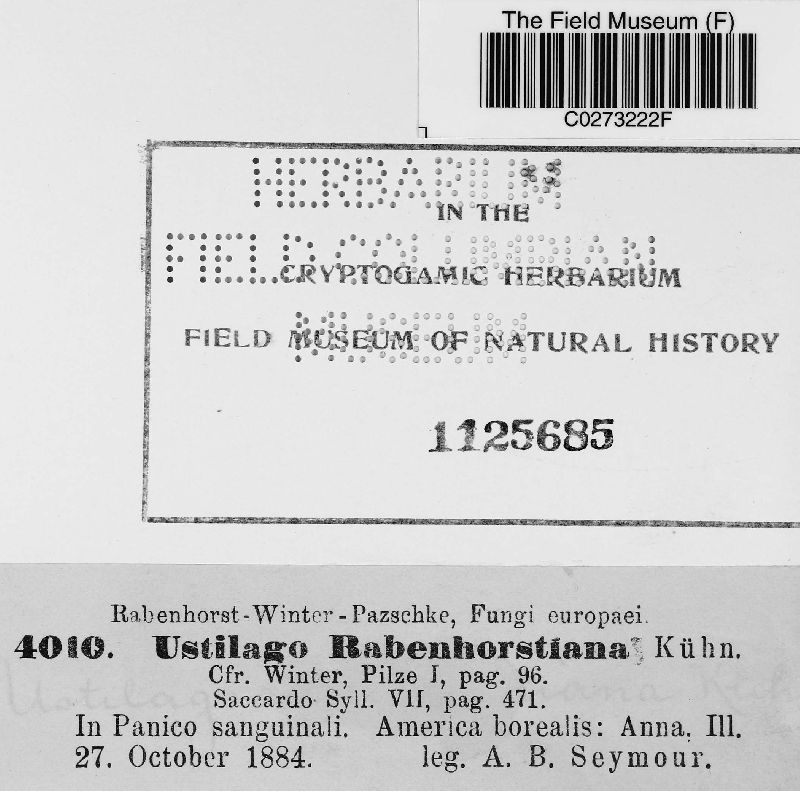 The Field Museum (F)
C0273222F
HERBARIUM
IN THE
FIELD COLUMBIAN
CRYPTOGAMIC HERBARIUM
MUSEUM
FIELD MUSEUM OF NATURAL HISTORY
1125685
Rabenhorst-Winter-Pazschke, Fungi europaei.
4010. Ustilago Rabenhorstiana Kühn.
Cfr. Winter, Pilze I, pag. 96.
Saccardo Syll. VII, pag. 471.
In Panico sanguinali. America borealis: Anna, Ill.
27. October 1884. leg. A. B. Seymour.